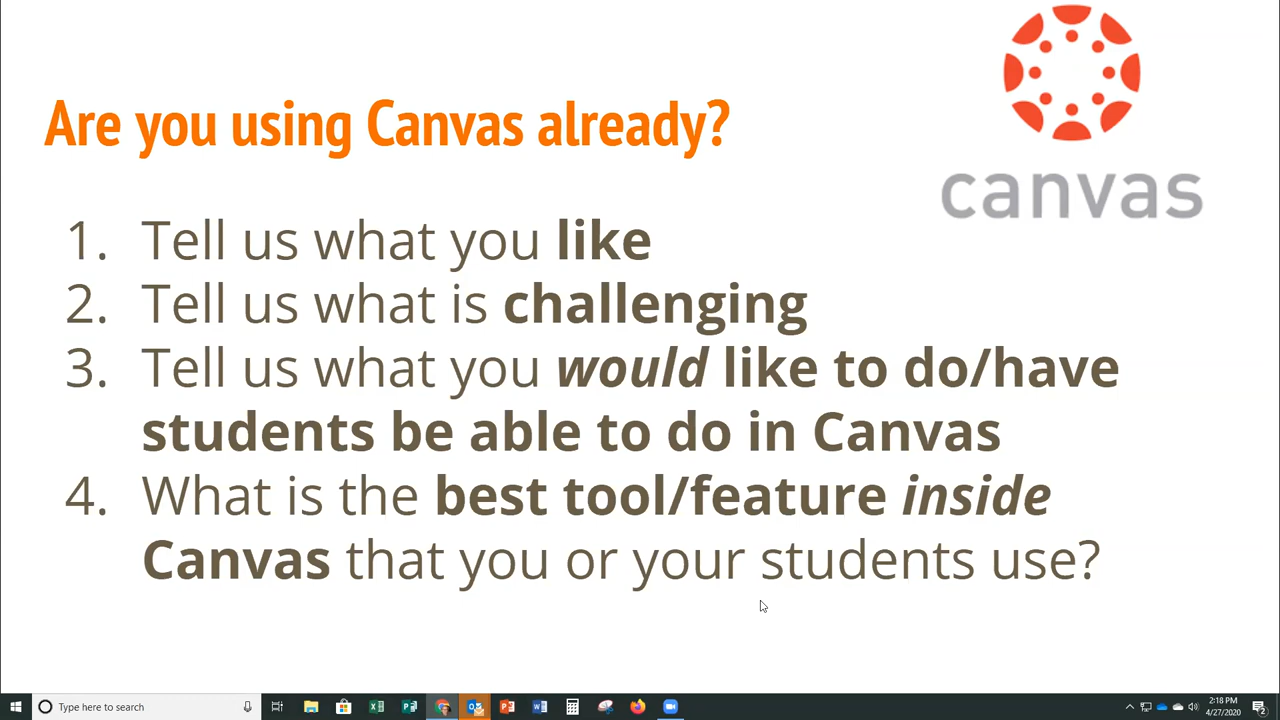 canvas
Are you using Canvas already?
1. Tell us what you like
2. Tell us what is challenging
3. Tell us what you would like to do/have
students be able to do in Canvas
4. What is the best tool/feature inside
Canvas that you or your students use?
Type here to search
2:18 PM
4/27/2020
2